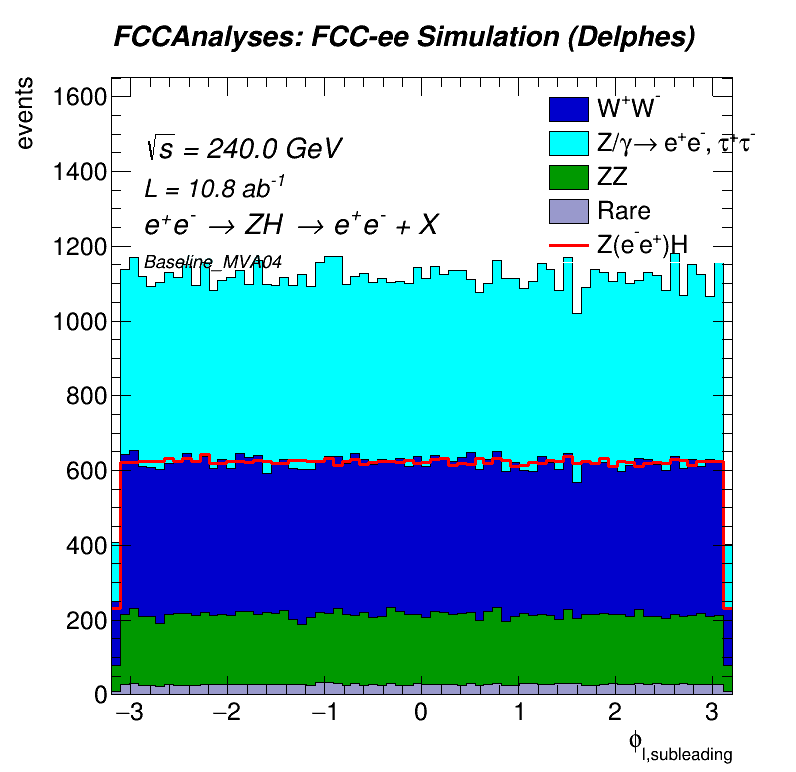 FCCAnalyses: FCC-ee Simulation (Delphes)
events
1600
1400
1200
1000
800
600
400
200
0
√s = 240.0 GeV
L = 10.8 ab⁻¹
e⁺e⁻ → ZH → e⁺e⁻ + X
Baseline_MVA04
W⁺W⁻
Z/γ→ e⁺e⁻, τ⁺τ⁻
ZZ
Rare
Z(e⁻e⁺)H
−3 −2 −1 0 1 2 3
ϕ_l,subleading